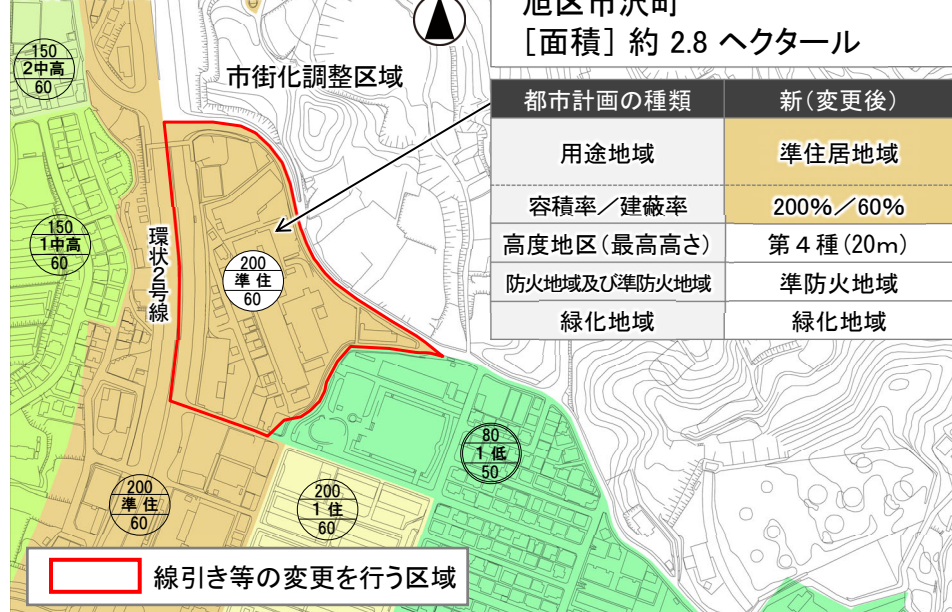 旭区市沢町
［面積］約 2.8 ヘクタール
都市計画の種類 新（変更後）
用途地域 準住居地域
容積率／建蔽率 200％／60％
高度地区（最高高さ） 第４種（20ｍ）
防火地域及び準防火地域 準防火地域
緑化地域 緑化地域
市街化調整区域
150
2中高
60
150
1中高
60
環状２号線
200
準 住
60
80
1 低
50
200
準 住
60
200
1 住
60
線引き等の変更を行う区域